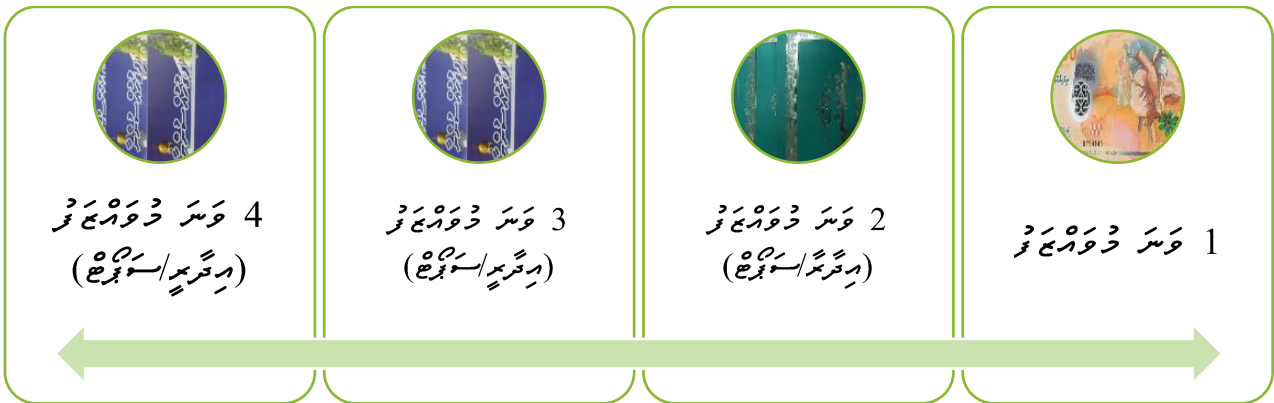 1 ވަނަ މުވައްޒަފު
2 ވަނަ މުވައްޒަފު
(އިދާރާ/ސަޕޯޓް)
3 ވަނަ މުވައްޒަފު
(އިދާރީ/ސަޕޯޓް)
4 ވަނަ މުވައްޒަފު
(އިދާރީ/ސަޕޯޓް)